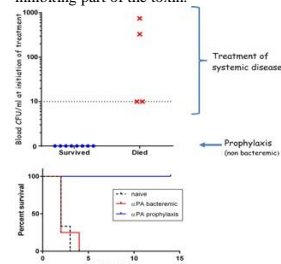 inhibiting part of the toxin.
Blood CFU/ml at initiation of treatment
1000
100
10
0
Survived
Died
Treatment of
systemic disease
Prophylaxis
(non bacteremic)
Percent survival
100
50
0
naive
αPA bacteremic
αPA prophylaxis
0
5
10
15